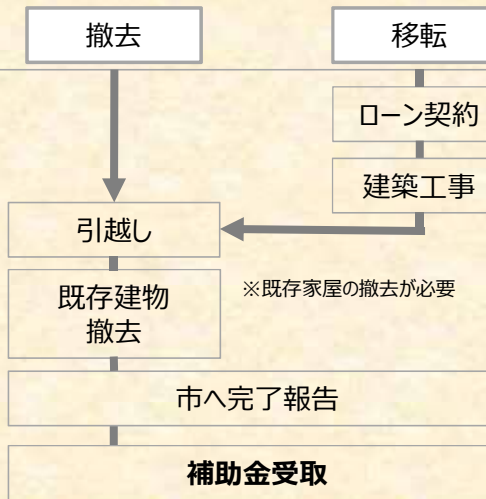 撤去
移転
ローン契約
建築工事
引越し
※既存家屋の撤去が必要
既存建物
撤去
市へ完了報告
補助金受取